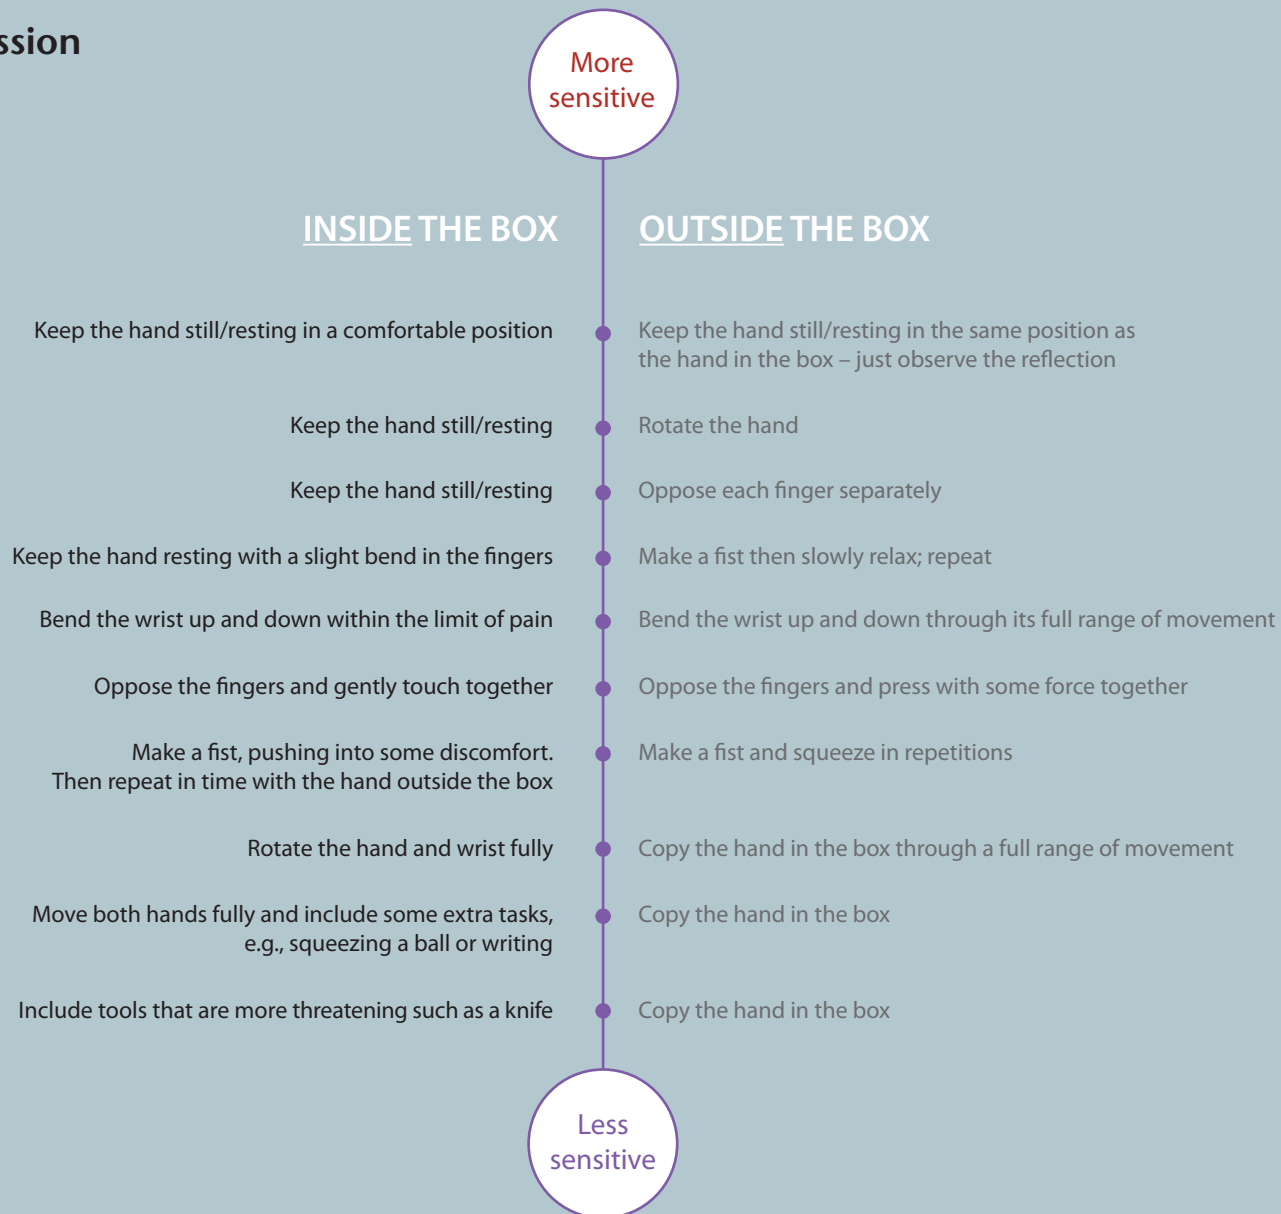 ssion
More
sensitive
INSIDE THE BOX
OUTSIDE THE BOX
Keep the hand still/resting in a comfortable position
Keep the hand still/resting in the same position as
the hand in the box – just observe the reflection
Keep the hand still/resting
Rotate the hand
Keep the hand still/resting
Oppose each finger separately
Keep the hand resting with a slight bend in the fingers
Make a fist then slowly relax; repeat
Bend the wrist up and down within the limit of pain
Bend the wrist up and down through its full range of movement
Oppose the fingers and gently touch together
Oppose the fingers and press with some force together
Make a fist, pushing into some discomfort.
Then repeat in time with the hand outside the box
Make a fist and squeeze in repetitions
Rotate the hand and wrist fully
Copy the hand in the box through a full range of movement
Move both hands fully and include some extra tasks,
e.g., squeezing a ball or writing
Copy the hand in the box
Include tools that are more threatening such as a knife
Copy the hand in the box
Less
sensitive